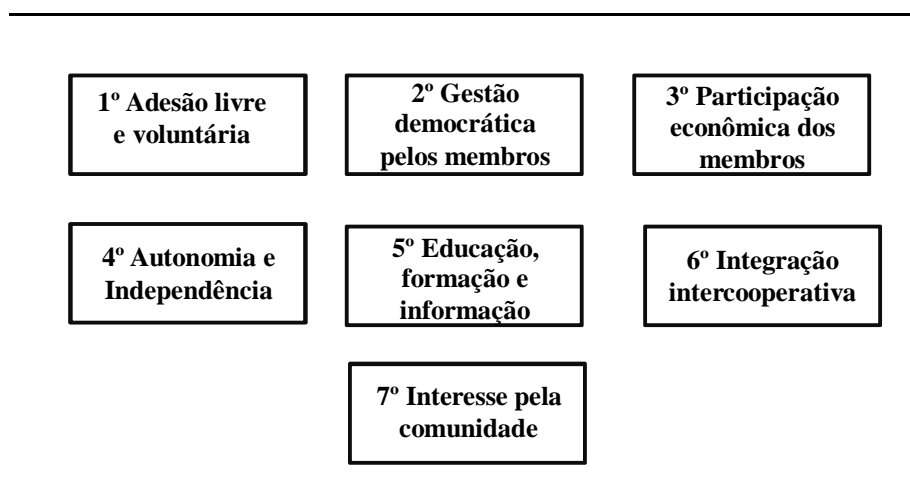 1º Adesão livre
e voluntária
2º Gestão
democrática
pelos membros
3º Participação
econômica dos
membros
4º Autonomia e
Independência
5º Educação,
formação e
informação
6º Integração
intercooperativa
7º Interesse pela
comunidade